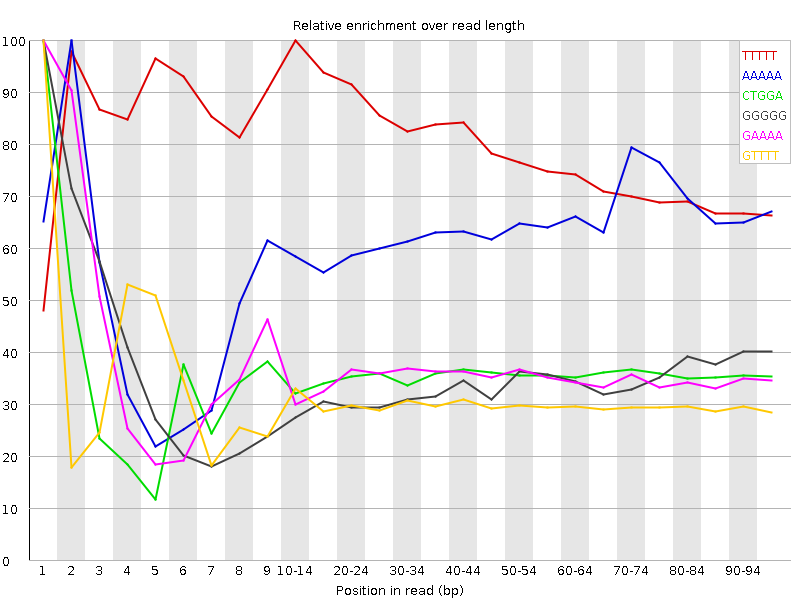 Relative enrichment over read length
100
90
80
70
60
50
40
30
20
10
0
TTTTT
AAAAA
CTGGA
GGGGG
GAAAA
GTTTT
1 2 3 4 5 6 7 8 9 10-14 20-24 30-34 40-44 50-54 60-64 70-74 80-84 90-94
Position in read (bp)